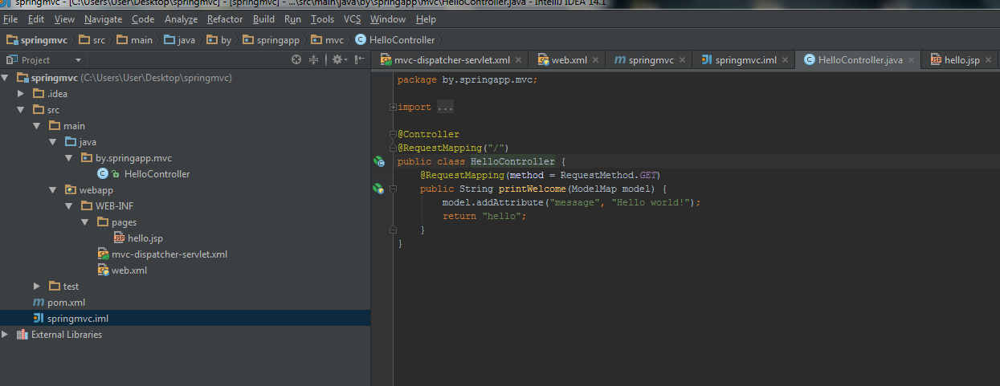 springmvc - [C:\Users\User\Desktop\springmvc] - [springmvc] - ...\src\main\java\by\springapp\mvc\HelloController.java - IntelliJ IDEA 14.1
File Edit View Navigate Code Analyze Refactor Build Run Tools VCS Window Help
springmvc src main java by springapp mvc HelloController
Project
mvc-dispatcher-servlet.xml web.xml springmvc springmvc.iml HelloController.java hello.jsp
springmvc (C:\Users\User\Desktop\springmvc)
.idea
src
main
java
by.springapp.mvc
HelloController
webapp
WEB-INF
pages
hello.jsp
mvc-dispatcher-servlet.xml
web.xml
test
pom.xml
springmvc.iml
External Libraries
package by.springapp.mvc;
import ...
@Controller
@RequestMapping("/")
public class HelloController {
@RequestMapping(method = RequestMethod.GET)
public String printWelcome(ModelMap model) {
model.addAttribute("message", "Hello world!");
return "hello";
}
}